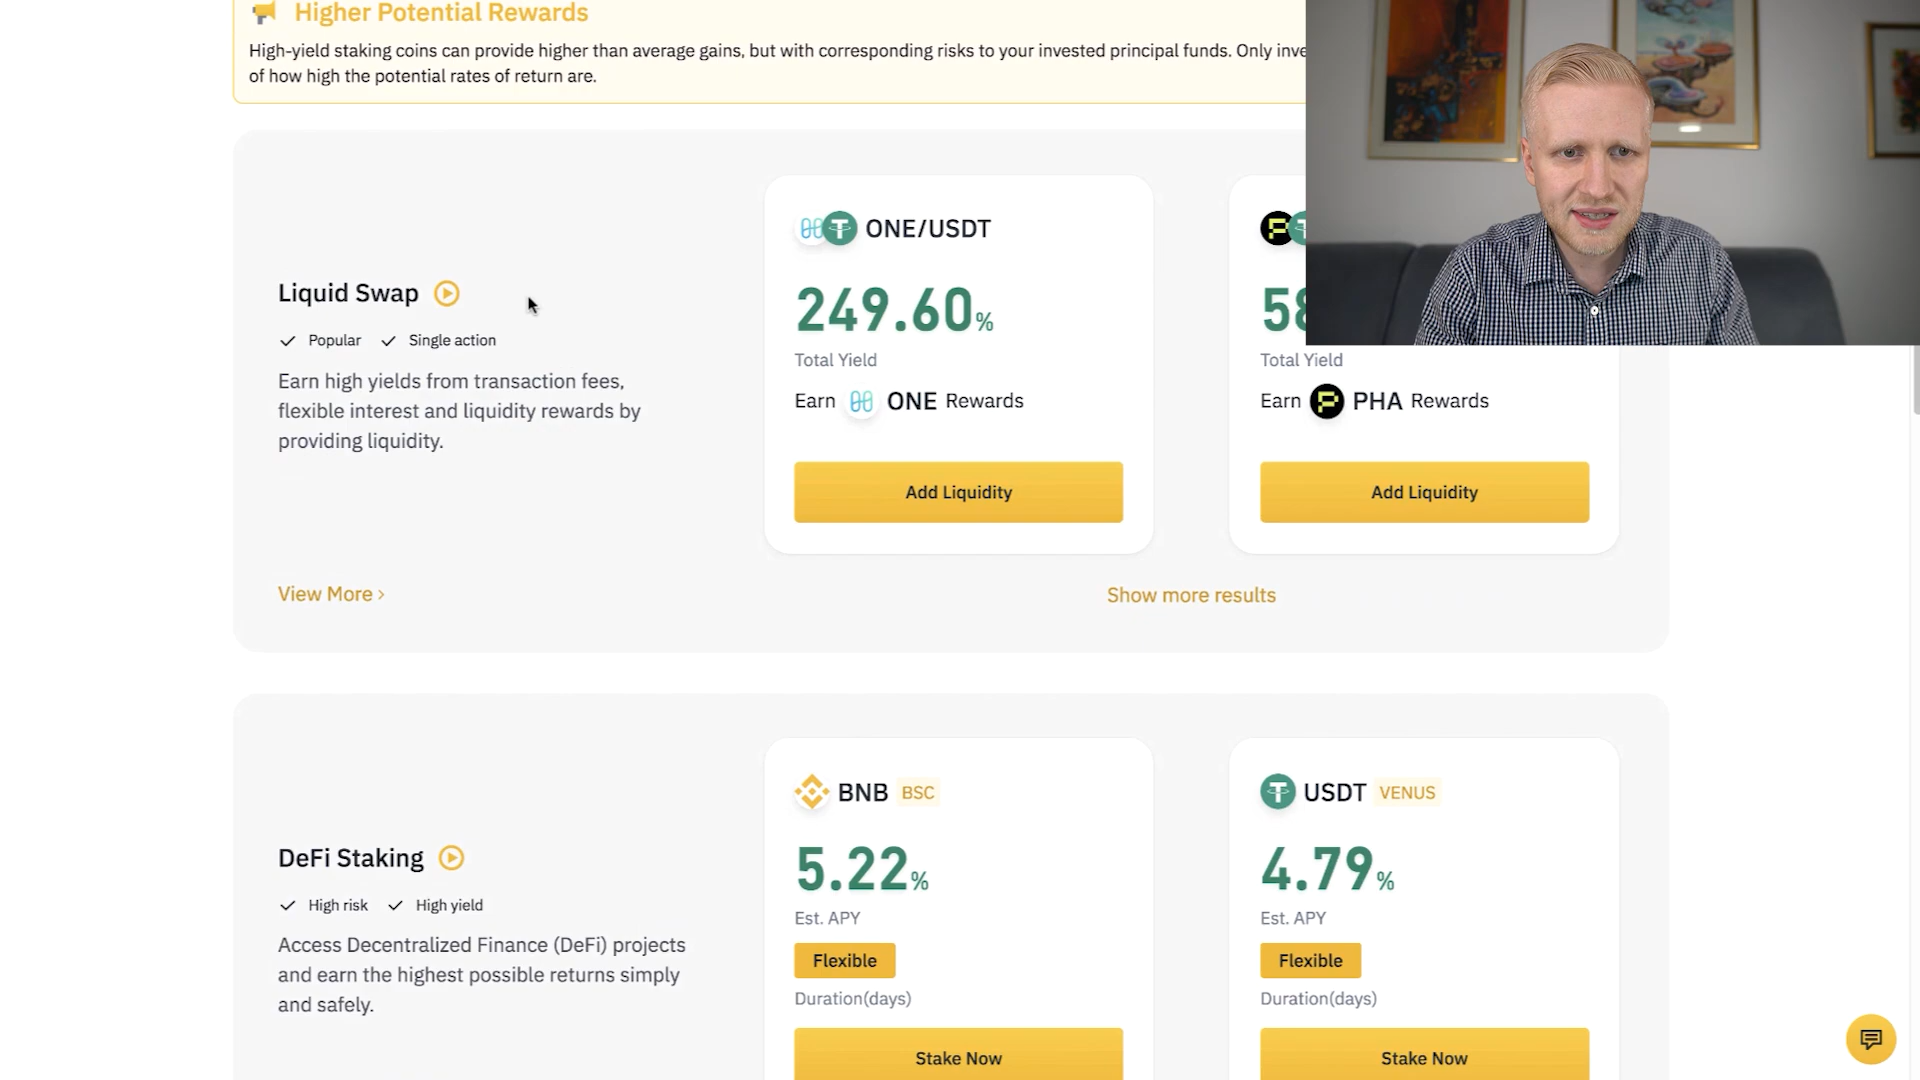 Higher Potential Rewards
High-yield staking coins can provide higher than average gains, but with corresponding risks to your invested principal funds. Only inve
of how high the potential rates of return are.
Liquid Swap
Popular
Single action
Earn high yields from transaction fees,
flexible interest and liquidity rewards by
providing liquidity.
View More >
ONE/USDT
249.60%
Total Yield
Earn ONE Rewards
Add Liquidity
58
Total Yield
Earn PHA Rewards
Add Liquidity
Show more results
DeFi Staking
High risk
High yield
Access Decentralized Finance (DeFi) projects
and earn the highest possible returns simply
and safely.
BNB BSC
5.22%
Est. APY
Flexible
Duration(days)
Stake Now
USDT VENUS
4.79%
Est. APY
Flexible
Duration(days)
Stake Now